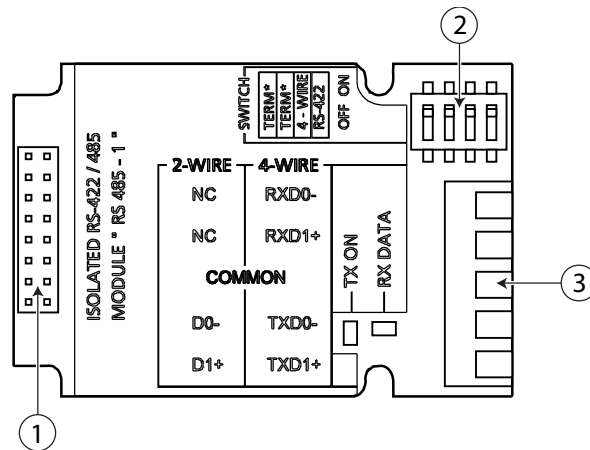 2
SWITCH
TERM*
TERM*
4 - WIRE
RS-422
OFF ON
ISOLATED RS-422 / 485
MODULE " RS 485 - 1 "
2-WIRE 4-WIRE
NC RXD0-
NC RXD1+
COMMON
D0- TXD0-
D1+ TXD1+
TX ON
RX DATA
3
1